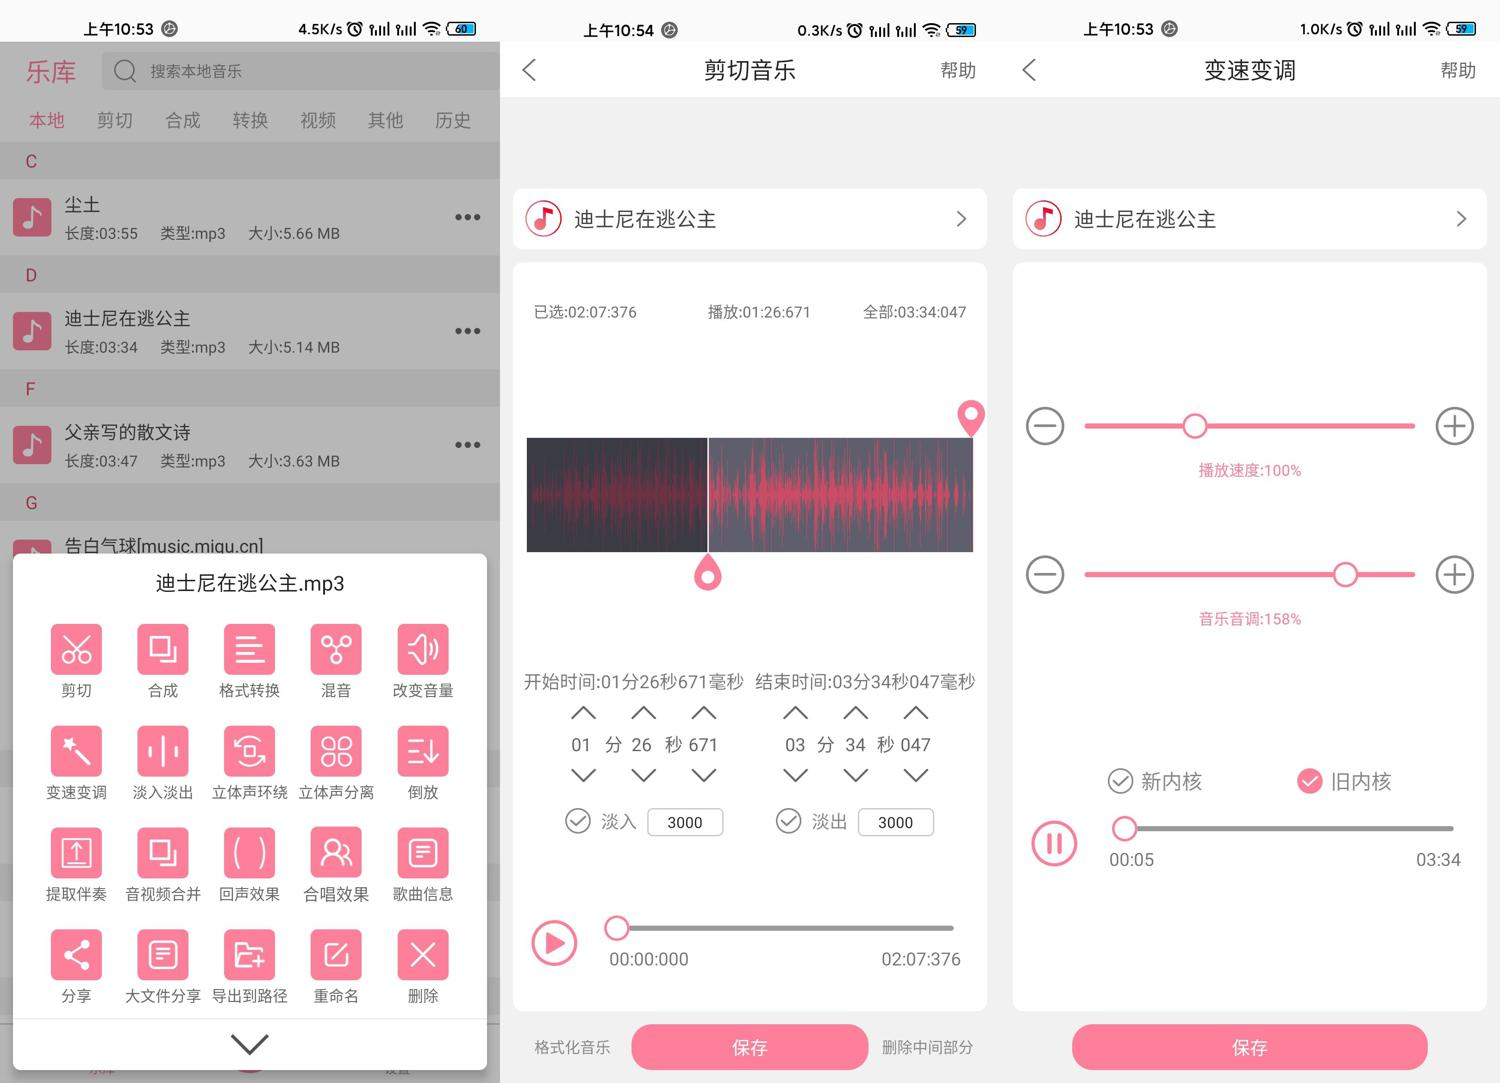 上午10:53
4.5K/s
60
乐库
搜索本地音乐
本地 剪切 合成 转换 视频 其他 历史
C
尘土
长度:03:55 类型:mp3 大小:5.66 MB
D
迪士尼在逃公主
长度:03:34 类型:mp3 大小:5.14 MB
F
父亲写的散文诗
长度:03:47 类型:mp3 大小:3.63 MB
G
告白气球[music.migu.cn]
迪士尼在逃公主.mp3
剪切 合成 格式转换 混音 改变音量
变速变调 淡入淡出 立体声环绕 立体声分离 倒放
提取伴奏 音视频合并 回声效果 合唱效果 歌曲信息
分享 大文件分享 导出到路径 重命名 删除
上午10:54
0.3K/s
59
剪切音乐
帮助
迪士尼在逃公主
已选:02:07:376 播放:01:26:671 全部:03:34:047
开始时间:01分26秒671毫秒 结束时间:03分34秒047毫秒
01 分 26 秒 671 03 分 34 秒 047
淡入 3000 淡出 3000
00:00:000 02:07:376
格式化音乐 保存 删除中间部分
上午10:53
1.0K/s
59
变速变调
帮助
迪士尼在逃公主
播放速度:100%
音乐音调:158%
新内核 旧内核
00:05 03:34
保存